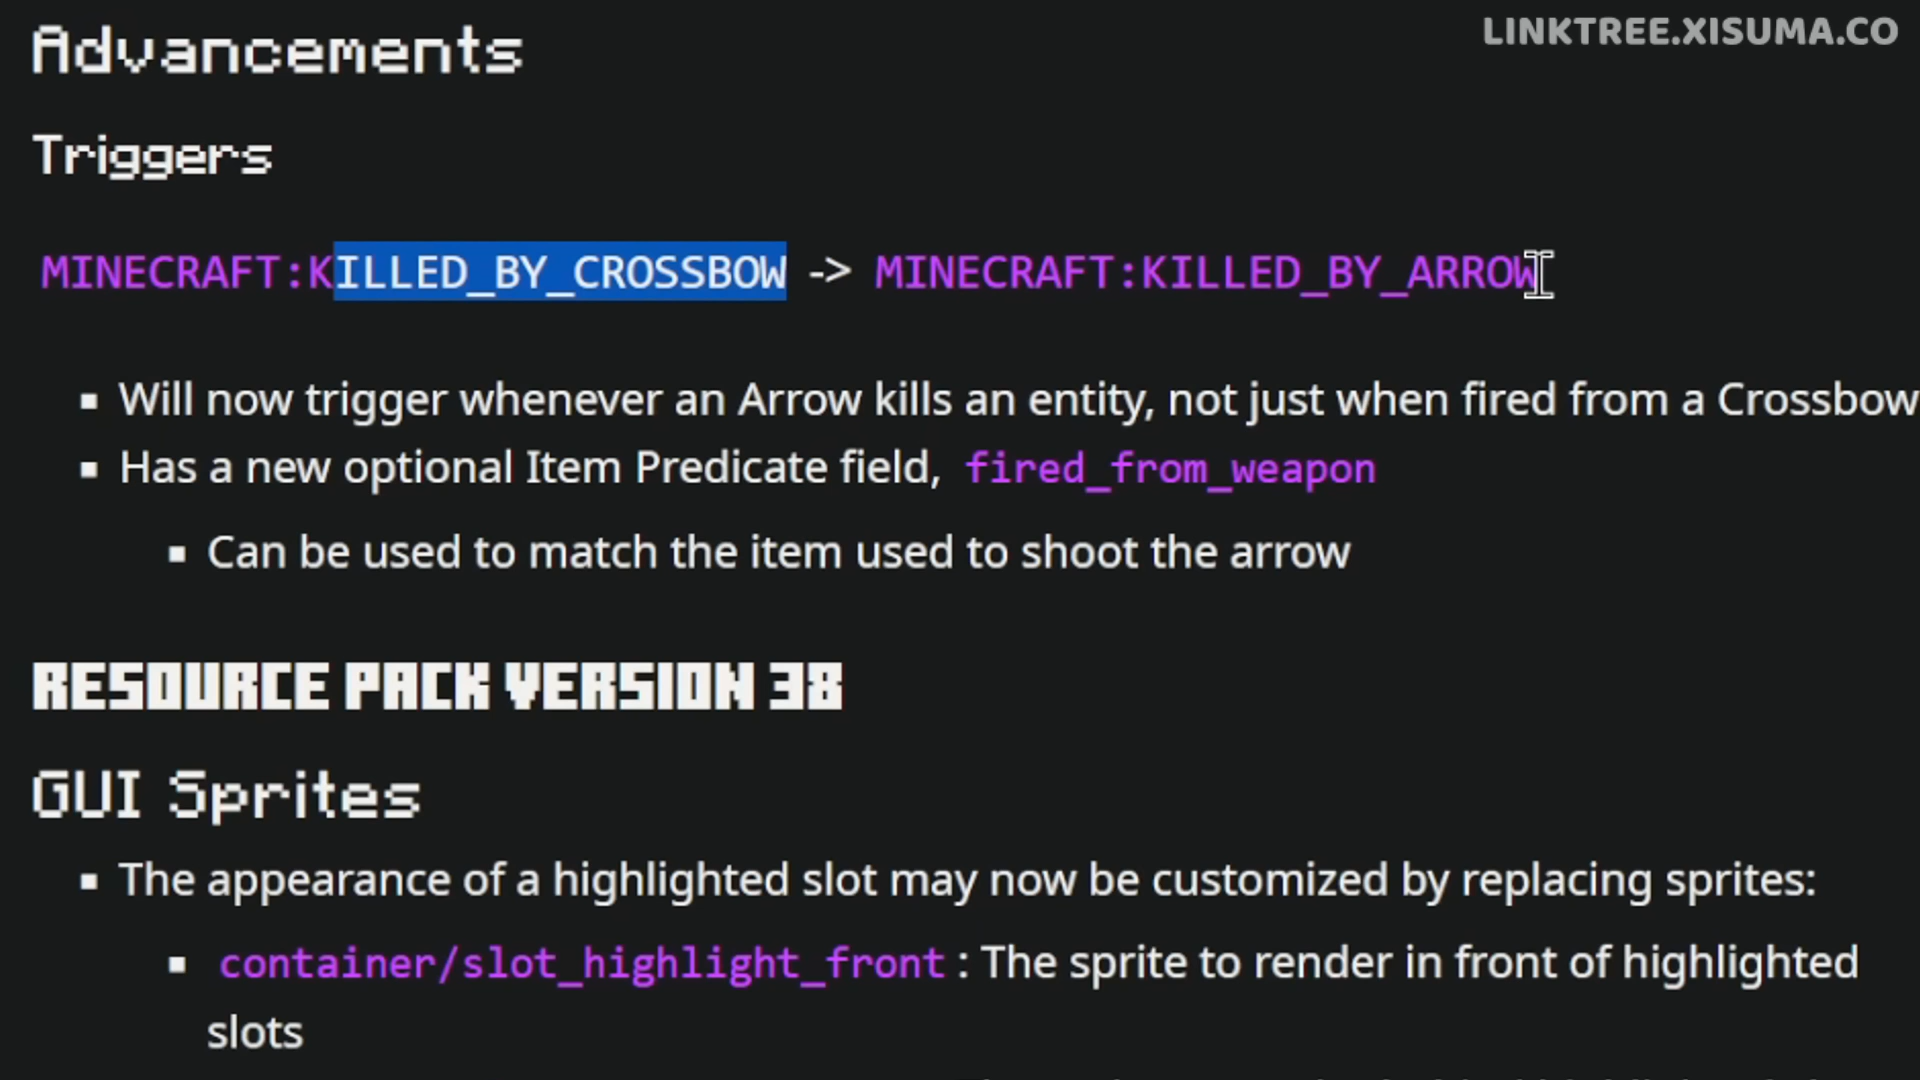 LINKTREE.XISUMA.CO
Advancements
Triggers
MINECRAFT:KILLED_BY_CROSSBOW -> MINECRAFT:KILLED_BY_ARROW
▪ Will now trigger whenever an Arrow kills an entity, not just when fired from a Crossbow
▪ Has a new optional Item Predicate field, fired_from_weapon
▪ Can be used to match the item used to shoot the arrow
RESOURCE PACK VERSION 38
GUI Sprites
▪ The appearance of a highlighted slot may now be customized by replacing sprites:
▪ container/slot_highlight_front : The sprite to render in front of highlighted
slots